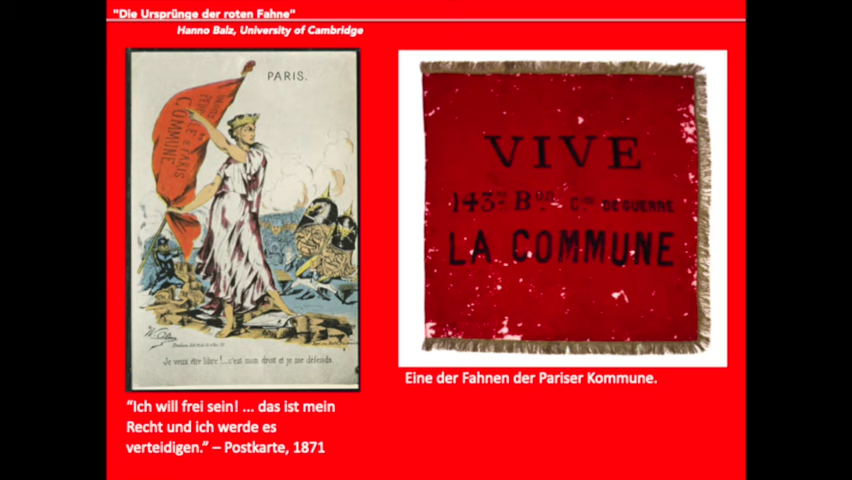 "Die Ursprünge der roten Fahne"
Hanno Balz, University of Cambridge
PARIS.
COMMUNE
Je veux être libre !... c'est mon droit et je me défends.
"Ich will frei sein! ... das ist mein
Recht und ich werde es
verteidigen." – Postkarte, 1871
VIVE
143ME BON CNIE DE GUERRE
LA COMMUNE
Eine der Fahnen der Pariser Kommune.